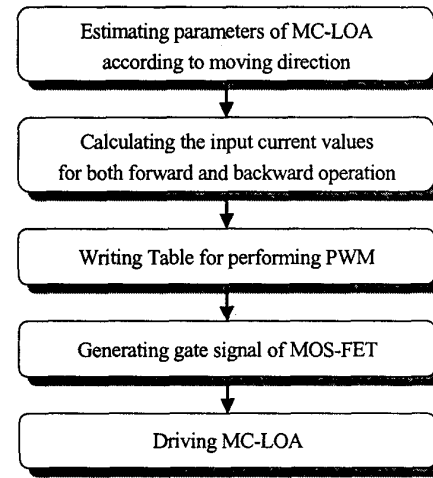 Estimating parameters of MC-LOA
according to moving direction
Calculating the input current values
for both forward and backward operation
Writing Table for performing PWM
Generating gate signal of MOS-FET
Driving MC-LOA